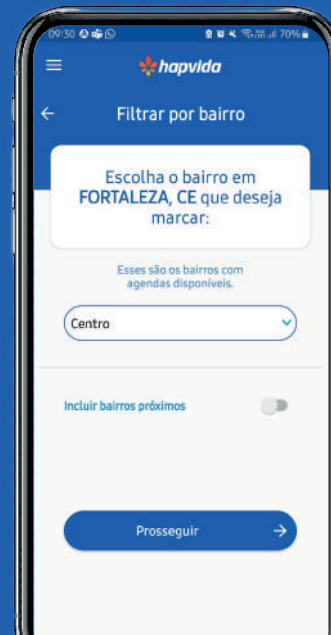 09:30
70%
hapvida
Filtrar por bairro
Escolha o bairro em
FORTALEZA, CE que deseja
marcar:
Esses são os bairros com
agendas disponíveis.
Centro
Incluir bairros próximos
Prosseguir